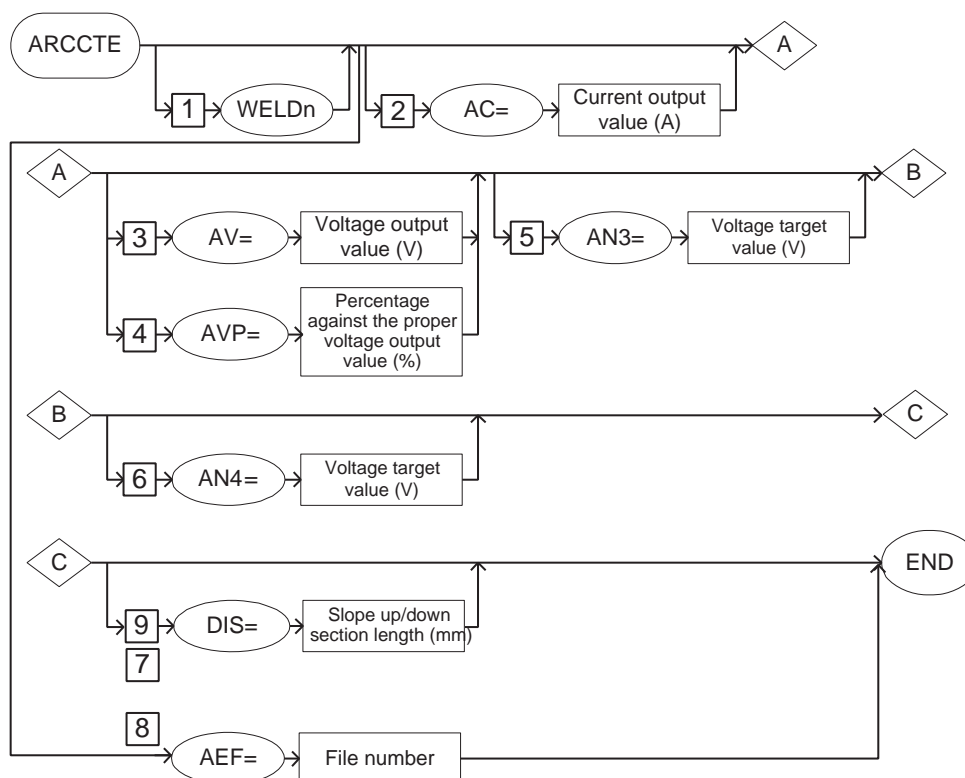 ARCCTE
A
1 WELDn
2 AC= Current output
value (A)
A
B
3 AV= Voltage output
value (V)
5 AN3= Voltage target
value (V)
4 AVP= Percentage
against the proper
voltage output
value (%)
B
C
6 AN4= Voltage target
value (V)
C
END
9 DIS= Slope up/down
section length (mm)
7
8
AEF= File number